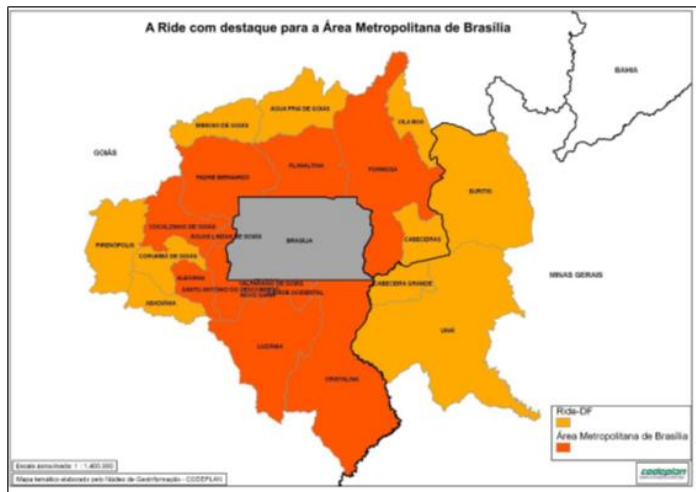 A Ride com destaque para a Área Metropolitana de Brasília
BAHIA
ÁGUA FRIA DE GOIÁS
MIMOSO DE GOIÁS
VILA BOA
GOIÁS
PLANALTINA
FORMOSA
PADRE BERNARDO
BURITIS
COCALZINHO DE GOIÁS
ÁGUAS LINDAS DE GOIÁS
BRASÍLIA
CABECEIRAS
PIRENÓPOLIS
CORUMBÁ DE GOIÁS
MINAS GERAIS
ALEXÂNIA
CABECEIRA GRANDE
VALPARAÍSO DE GOIÁS
SANTO ANTÔNIO DO DESCOBERTO
NOVO GAMA
OCIDENTAL
ABADIÂNIA
UNAÍ
LUZIÂNIA
CRISTALINA
Ride-DF
Área Metropolitana de Brasília
Escala aproximada: 1 : 1.400.000
Mapa temático elaborado pelo Núcleo de Geoinformação - CODEPLAN
codeplan